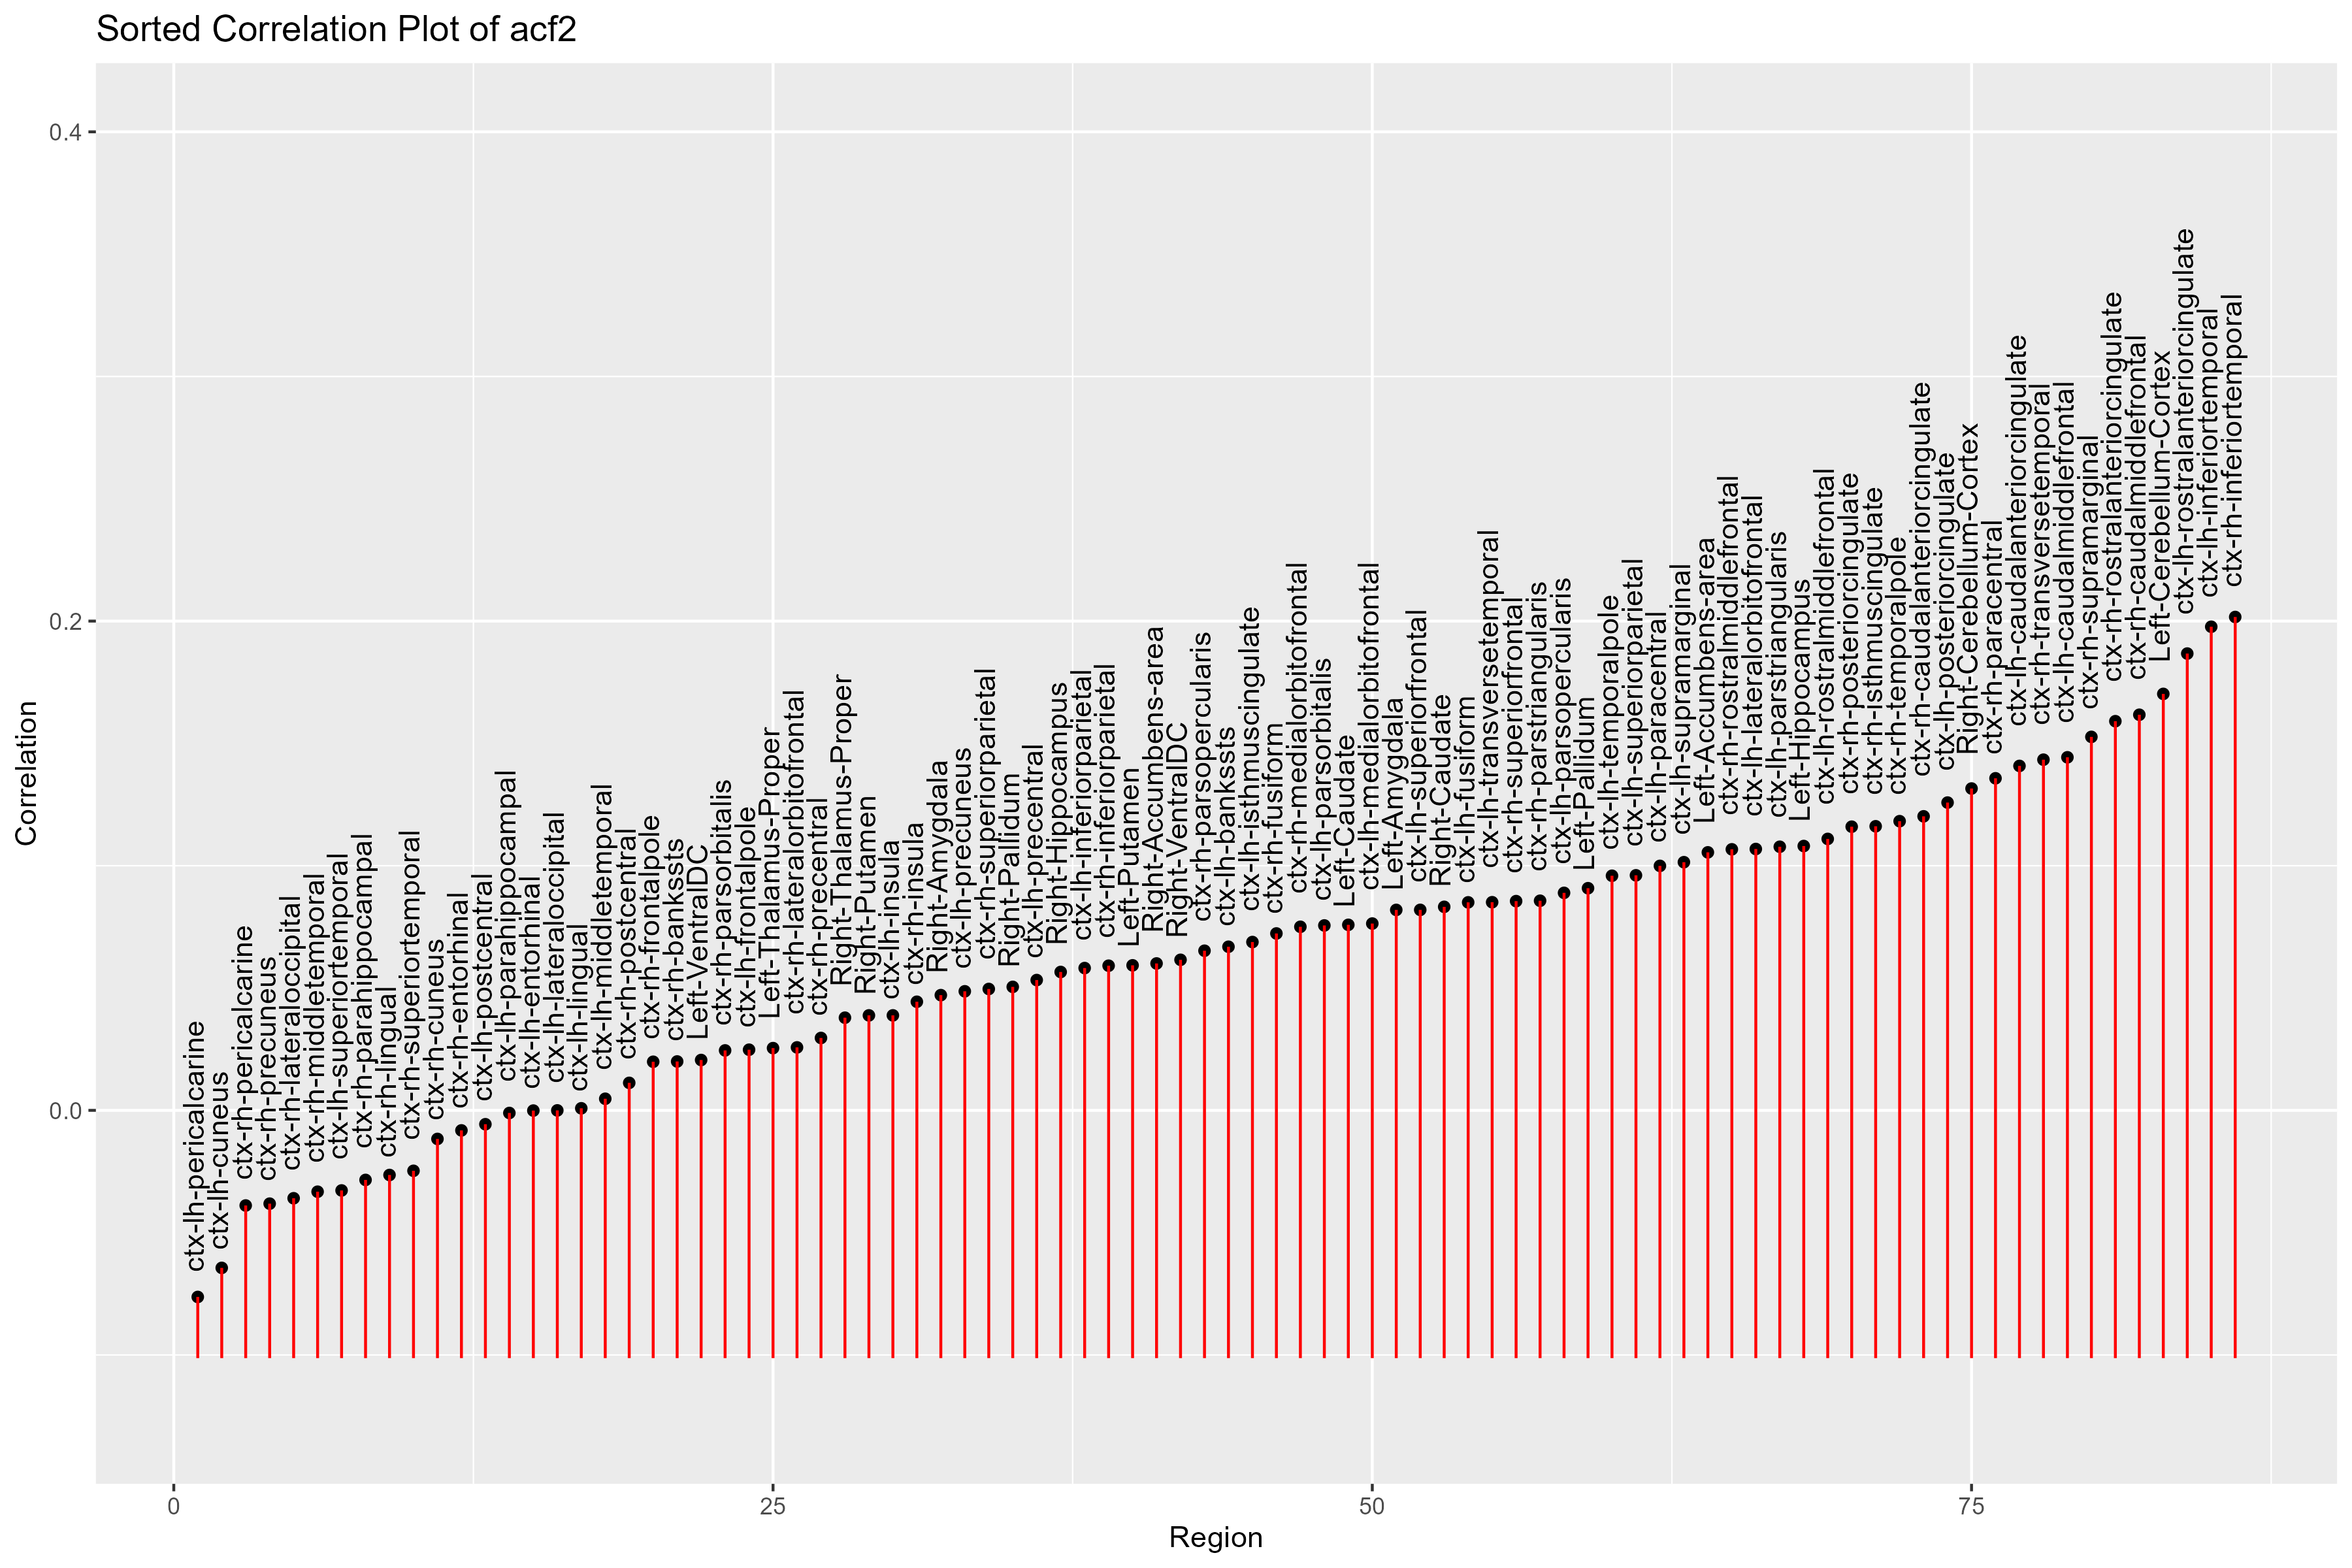 Sorted Correlation Plot of acf2
Correlation
0.4
0.2
0.0
ctx-lh-pericalcarine
ctx-lh-cuneus
ctx-rh-pericalcarine
ctx-rh-precuneus
ctx-rh-lateraloccipital
ctx-rh-middletemporal
ctx-lh-superiortemporal
ctx-rh-parahippocampal
ctx-rh-lingual
ctx-rh-superiortemporal
ctx-rh-cuneus
ctx-rh-entorhinal
ctx-lh-postcentral
ctx-lh-parahippocampal
ctx-lh-entorhinal
ctx-lh-lateraloccipital
ctx-lh-lingual
ctx-lh-middletemporal
ctx-rh-postcentral
ctx-rh-frontalpole
ctx-rh-bankssts
Left-VentralDC
ctx-rh-parsorbitalis
ctx-lh-frontalpole
Left-Thalamus-Proper
ctx-rh-lateralorbitofrontal
ctx-rh-precentral
Right-Thalamus-Proper
Right-Putamen
ctx-lh-insula
ctx-rh-insula
Right-Amygdala
ctx-lh-precuneus
ctx-rh-superiorparietal
Right-Pallidum
ctx-lh-precentral
Right-Hippocampus
ctx-lh-inferiorparietal
ctx-rh-inferiorparietal
Left-Putamen
Right-Accumbens-area
Right-VentralDC
ctx-rh-parsopercularis
ctx-lh-bankssts
ctx-lh-isthmuscingulate
ctx-rh-fusiform
ctx-rh-medialorbitofrontal
ctx-lh-parsorbitalis
Left-Caudate
ctx-lh-medialorbitofrontal
Left-Amygdala
ctx-lh-superiorfrontal
Right-Caudate
ctx-lh-fusiform
ctx-lh-transversetemporal
ctx-rh-superiorfrontal
ctx-rh-parstriangularis
ctx-lh-parsopercularis
Left-Pallidum
ctx-lh-temporalpole
ctx-lh-superiorparietal
ctx-lh-paracentral
ctx-lh-supramarginal
Left-Accumbens-area
ctx-rh-rostralmiddlefrontal
ctx-lh-lateralorbitofrontal
ctx-lh-parstriangularis
Left-Hippocampus
ctx-lh-rostralmiddlefrontal
ctx-rh-posteriorcingulate
ctx-rh-isthmuscingulate
ctx-rh-temporalpole
ctx-rh-caudalanteriorcingulate
ctx-lh-posteriorcingulate
Right-Cerebellum-Cortex
ctx-rh-paracentral
ctx-lh-caudalanteriorcingulate
ctx-rh-transversetemporal
ctx-lh-caudalmiddlefrontal
ctx-rh-supramarginal
ctx-rh-rostralanteriorcingulate
ctx-rh-caudalmiddlefrontal
Left-Cerebellum-Cortex
ctx-lh-rostralanteriorcingulate
ctx-lh-inferiortemporal
ctx-rh-inferiortemporal
0
25
50
75
Region